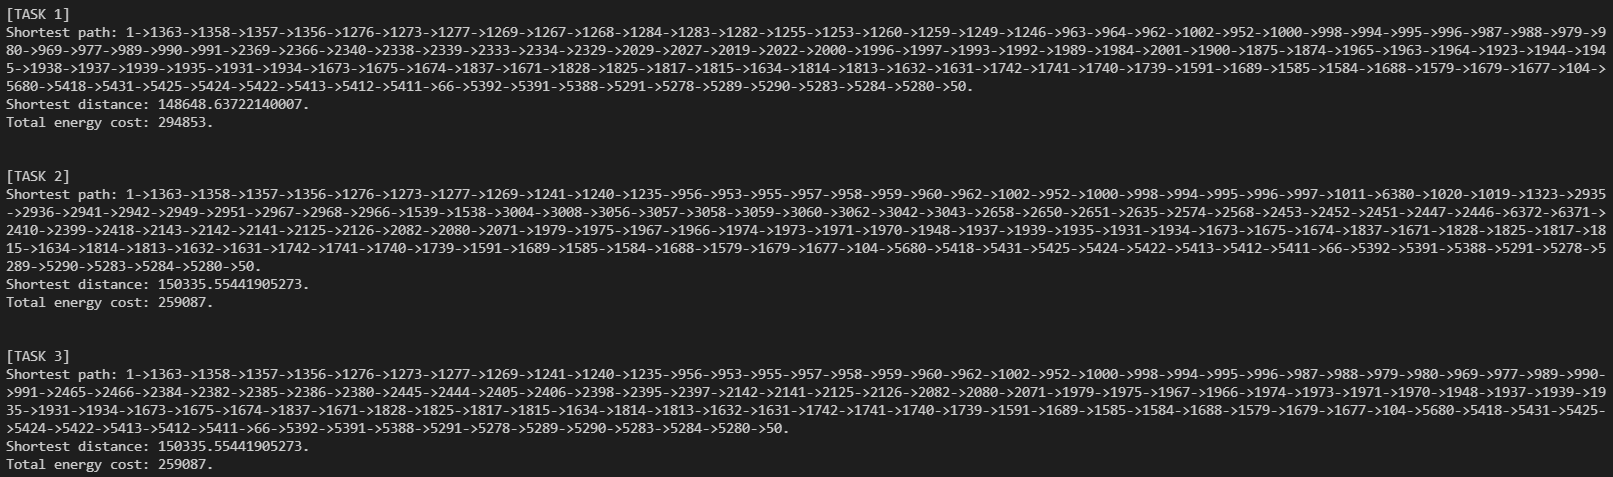 [TASK 1]
Shortest path: 1->1363->1358->1357->1356->1276->1273->1277->1269->1267->1268->1284->1283->1282->1255->1253->1260->1259->1249->1246->963->964->962->1002->952->1000->998->994->995->996->987->988->979->9
80->969->977->989->990->991->2369->2366->2340->2338->2339->2333->2334->2329->2029->2027->2019->2022->2000->1996->1997->1993->1992->1989->1984->2001->1900->1875->1874->1965->1963->1964->1923->1944->194
5->1938->1937->1939->1935->1931->1934->1673->1675->1674->1837->1671->1828->1825->1817->1815->1634->1814->1813->1632->1631->1742->1741->1740->1739->1591->1689->1585->1584->1688->1579->1679->1677->104->
5680->5418->5431->5425->5424->5422->5413->5412->5411->66->5392->5391->5388->5291->5278->5289->5290->5283->5284->5280->50.
Shortest distance: 148648.63722140007.
Total energy cost: 294853.
[TASK 2]
Shortest path: 1->1363->1358->1357->1356->1276->1273->1277->1269->1241->1240->1235->956->953->955->957->958->959->960->962->1002->952->1000->998->994->995->996->997->1011->6380->1020->1019->1323->2935
->2936->2941->2942->2949->2951->2967->2968->2966->1539->1538->3004->3008->3056->3057->3058->3059->3060->3062->3042->3043->2658->2650->2651->2635->2574->2568->2453->2452->2451->2447->2446->6372->6371->
2410->2399->2418->2143->2142->2141->2125->2126->2082->2080->2071->1979->1975->1967->1966->1974->1973->1971->1970->1948->1937->1939->1935->1931->1934->1673->1675->1674->1837->1671->1828->1825->1817->18
15->1634->1814->1813->1632->1631->1742->1741->1740->1739->1591->1689->1585->1584->1688->1579->1679->1677->104->5680->5418->5431->5425->5424->5422->5413->5412->5411->66->5392->5391->5388->5291->5278->5
289->5290->5283->5284->5280->50.
Shortest distance: 150335.55441905273.
Total energy cost: 259087.
[TASK 3]
Shortest path: 1->1363->1358->1357->1356->1276->1273->1277->1269->1241->1240->1235->956->953->955->957->958->959->960->962->1002->952->1000->998->994->995->996->987->988->979->980->969->977->989->990-
>991->2465->2466->2384->2382->2385->2386->2380->2445->2444->2405->2406->2398->2395->2397->2142->2141->2125->2126->2082->2080->2071->1979->1975->1967->1966->1974->1973->1971->1970->1948->1937->1939->19
35->1931->1934->1673->1675->1674->1837->1671->1828->1825->1817->1815->1634->1814->1813->1632->1631->1742->1741->1740->1739->1591->1689->1585->1584->1688->1579->1679->1677->104->5680->5418->5431->5425-
>5424->5422->5413->5412->5411->66->5392->5391->5388->5291->5278->5289->5290->5283->5284->5280->50.
Shortest distance: 150335.55441905273.
Total energy cost: 259087.